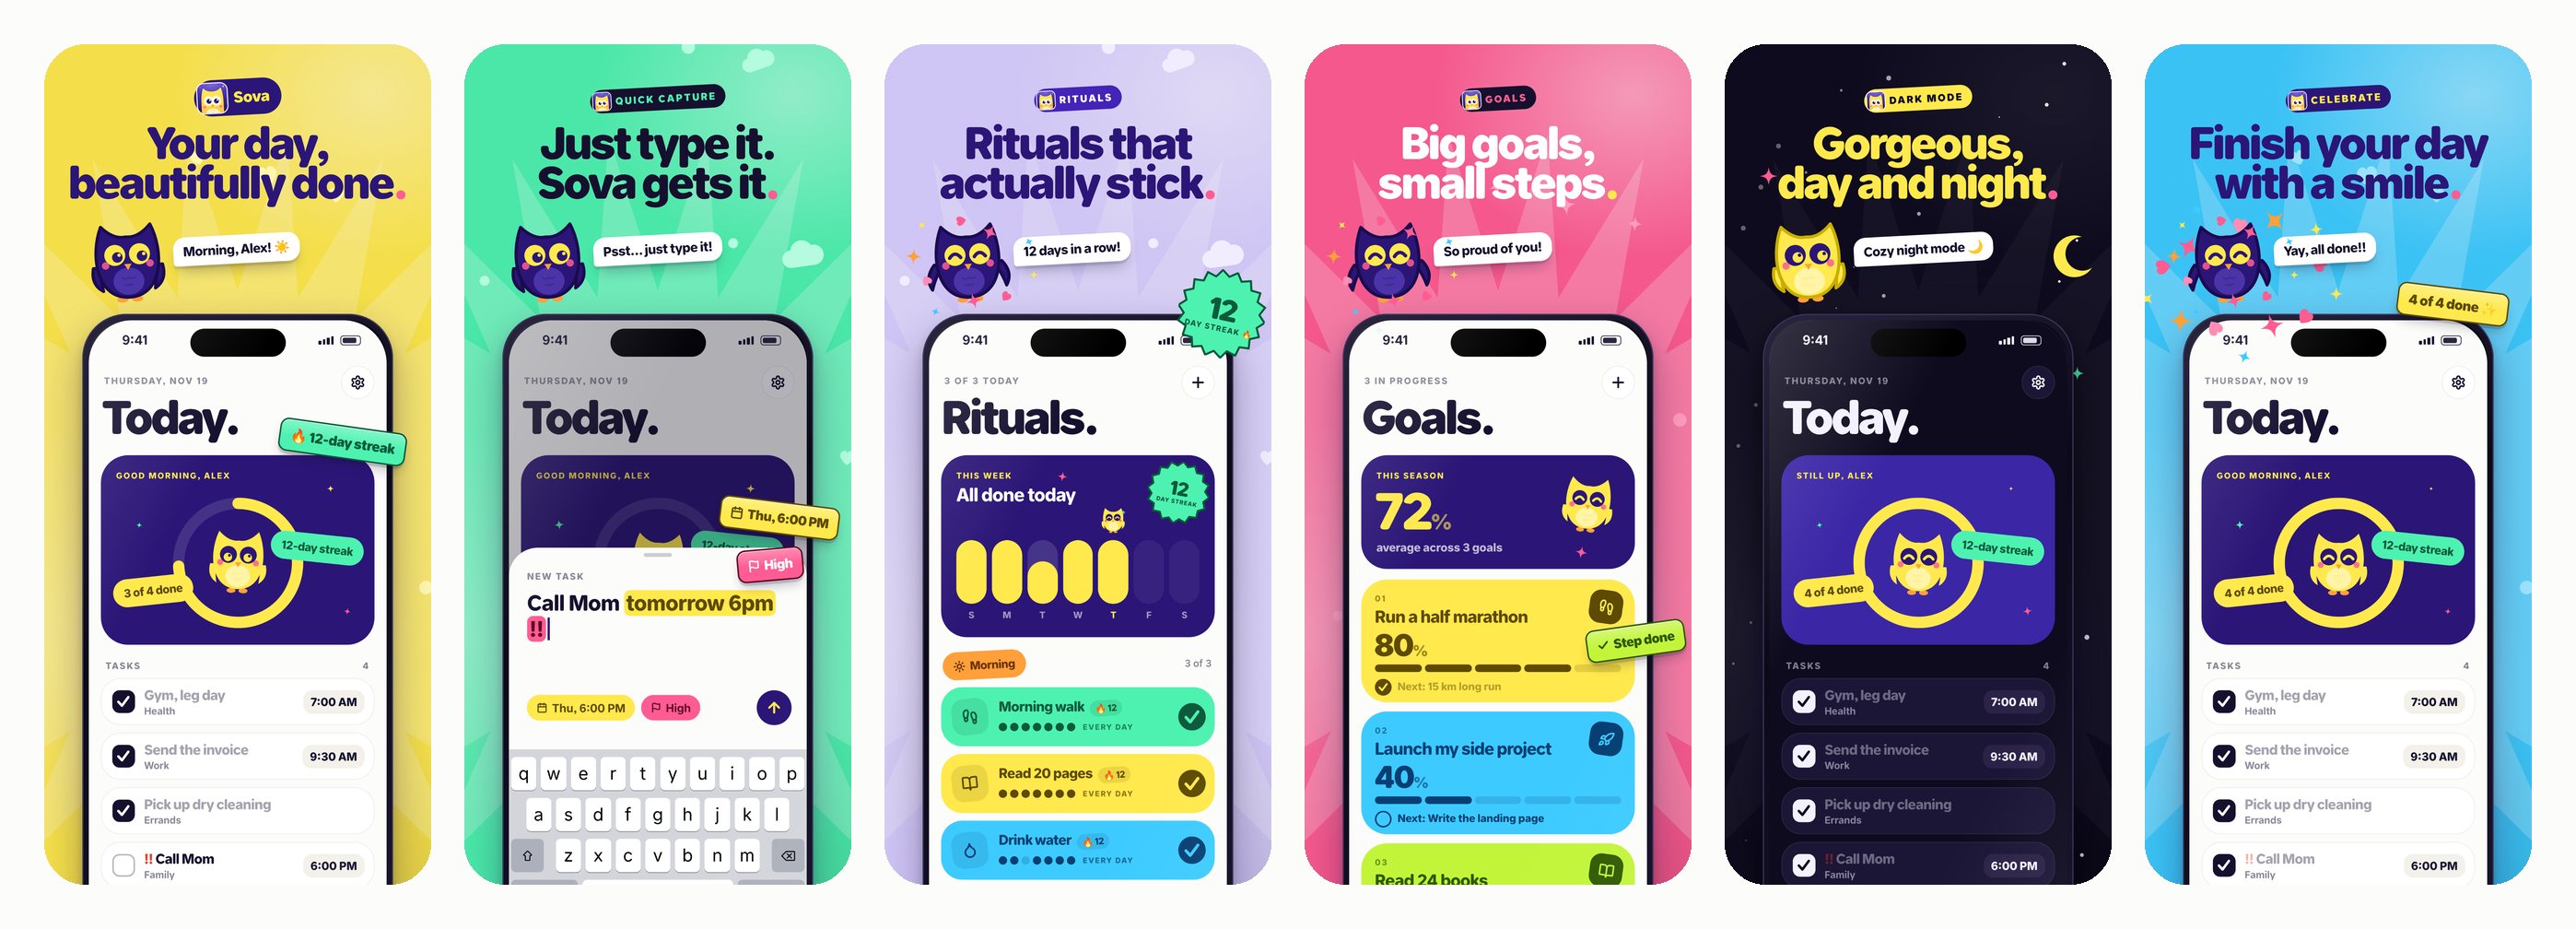 Sova
Your day,
beautifully done.
Morning, Alex! ☀️
9:41
THURSDAY, NOV 19
Today.
🔥 12-day streak
GOOD MORNING, ALEX
12-day streak
3 of 4 done
TASKS 4
Gym, leg day
Health
7:00 AM
Send the invoice
Work
9:30 AM
Pick up dry cleaning
Errands
!! Call Mom
Family
6:00 PM
QUICK CAPTURE
Just type it.
Sova gets it.
Psst... just type it!
9:41
THURSDAY, NOV 19
Today.
GOOD MORNING, ALEX
Thu, 6:00 PM
High
NEW TASK
Call Mom tomorrow 6pm
!!
Thu, 6:00 PM
High
q w e r t y u i o p
a s d f g h j k l
z x c v b n m
RITUALS
Rituals that
actually stick.
12 days in a row!
12
DAY STREAK 🔥
9:41
3 OF 3 TODAY
Rituals.
THIS WEEK
All done today
12
DAY STREAK
S M T W T F S
Morning
3 of 3
Morning walk 🔥 12
EVERY DAY
Read 20 pages 🔥 12
EVERY DAY
Drink water 🔥 12
EVERY DAY
GOALS
Big goals,
small steps.
So proud of you!
9:41
3 IN PROGRESS
Goals.
THIS SEASON
72%
average across 3 goals
01
Run a half marathon
80%
Step done
Next: 15 km long run
02
Launch my side project
40%
Next: Write the landing page
03
Read 24 books
DARK MODE
Gorgeous,
day and night.
Cozy night mode 🌙
9:41
THURSDAY, NOV 19
Today.
STILL UP, ALEX
12-day streak
4 of 4 done
TASKS 4
Gym, leg day
Health
7:00 AM
Send the invoice
Work
9:30 AM
Pick up dry cleaning
Errands
!! Call Mom
Family
6:00 PM
CELEBRATE
Finish your day
with a smile.
Yay, all done!!
4 of 4 done ✨
9:41
THURSDAY, NOV 19
Today.
GOOD MORNING, ALEX
12-day streak
4 of 4 done
TASKS 4
Gym, leg day
Health
7:00 AM
Send the invoice
Work
9:30 AM
Pick up dry cleaning
Errands
!! Call Mom
Family
6:00 PM